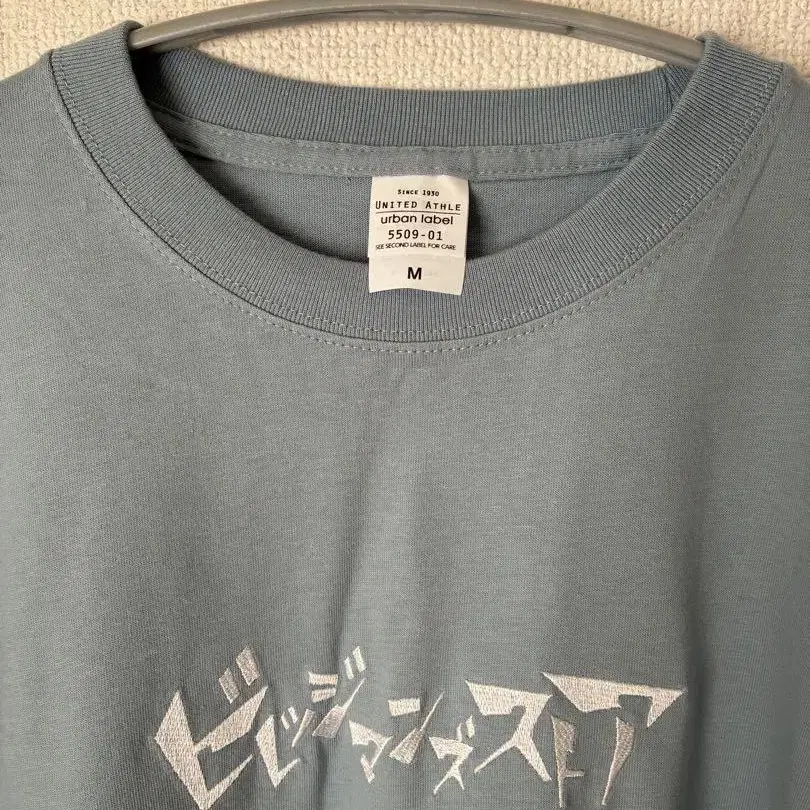 SINCE 1930
UNITED ATHLE
urban label
5509-01
SEE SECOND LABEL FOR CARE
M
ビレッジマンズストア